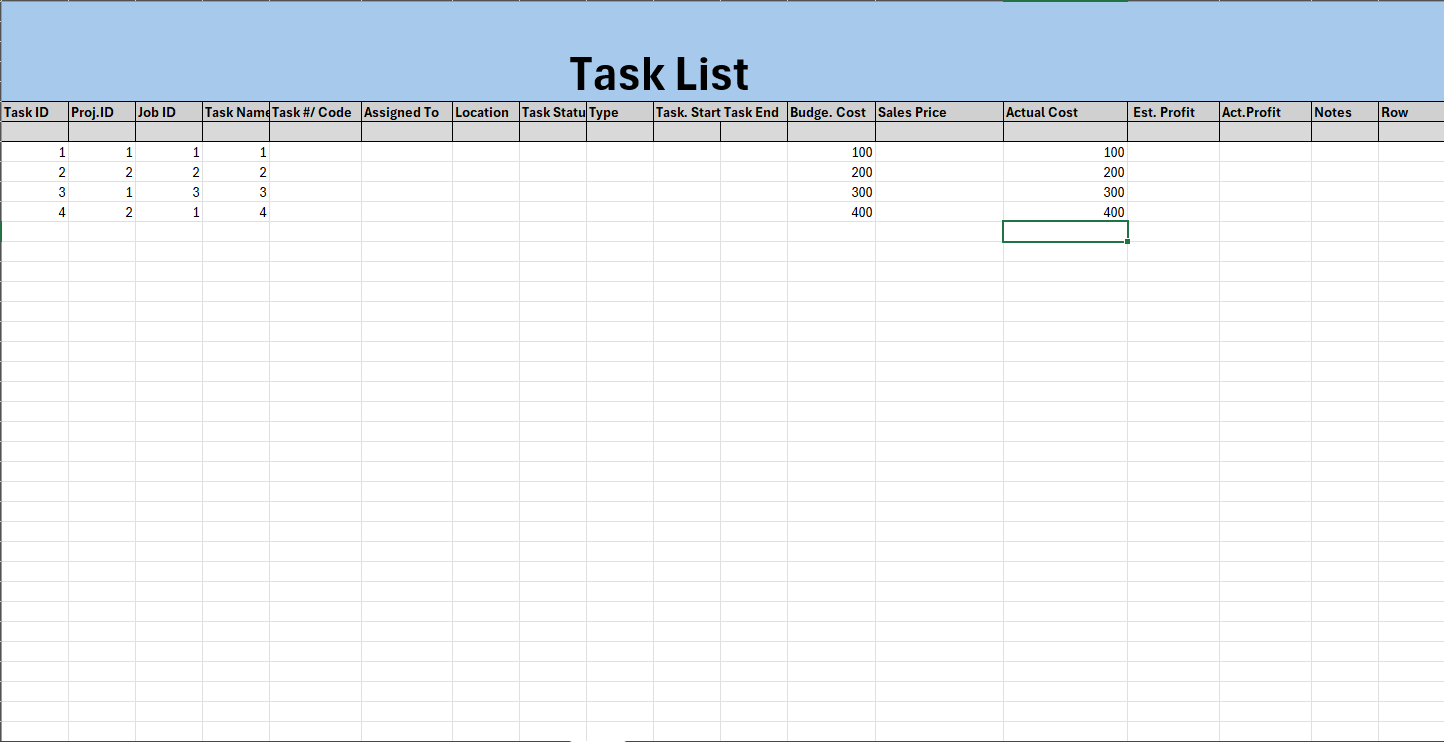 Task List
Task ID Proj.ID Job ID Task Name Task #/ Code Assigned To Location Task Statu Type Task. Start Task End Budge. Cost Sales Price Actual Cost Est. Profit Act.Profit Notes Row
1 1 1 1 100 100
2 2 2 2 200 200
3 1 3 3 300 300
4 2 1 4 400 400